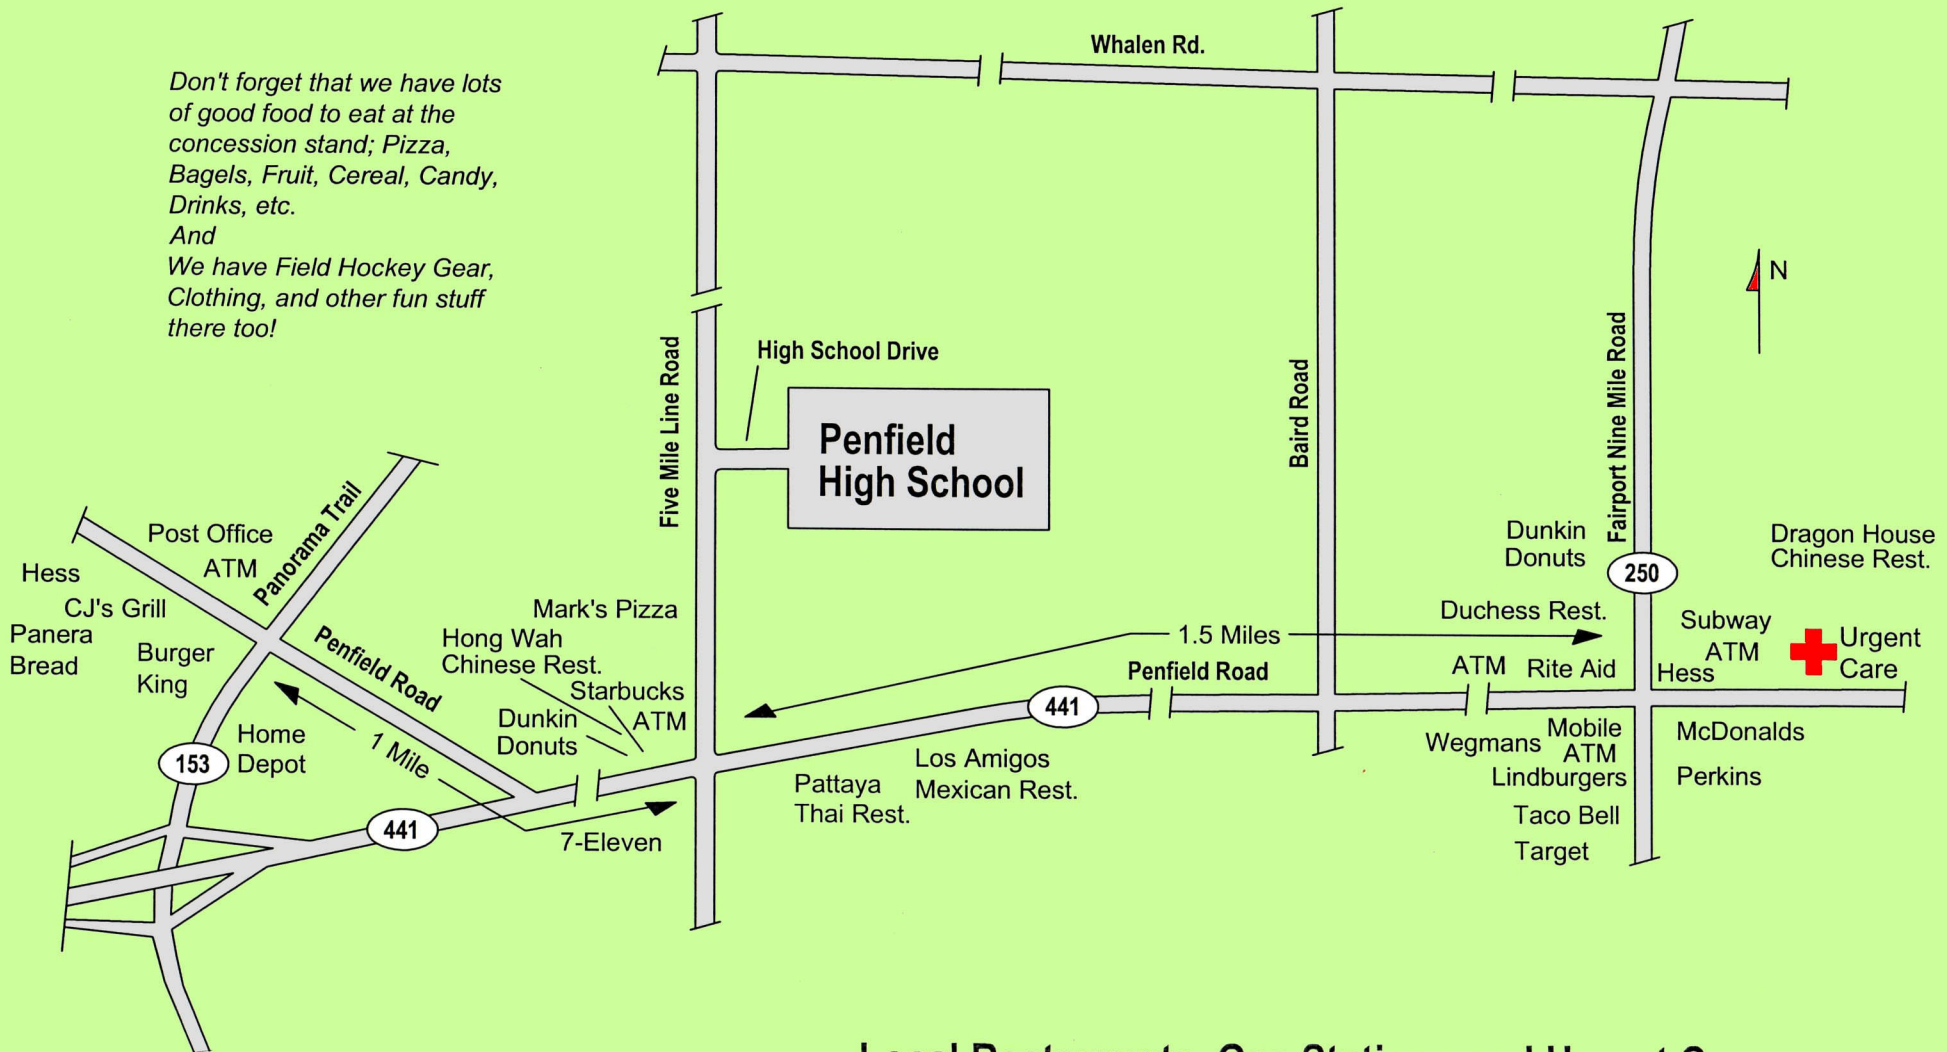 Whalen Rd.
Don't forget that we have lots
of good food to eat at the
concession stand; Pizza,
Bagels, Fruit, Cereal, Candy,
Drinks, etc.
And
We have Field Hockey Gear,
Clothing, and other fun stuff
there too!
N
Five Mile Line Road
High School Drive
Penfield
High School
Baird Road
Fairport Nine Mile Road
250
Dunkin
Donuts
Dragon House
Chinese Rest.
Duchess Rest.
Subway
ATM
Urgent
Care
ATM
Rite Aid
Hess
Post Office
ATM
Panorama Trail
Hess
CJ's Grill
Panera
Bread
Burger
King
Penfield Road
Mark's Pizza
Hong Wah
Chinese Rest.
Starbucks
ATM
Dunkin
Donuts
1.5 Miles
Penfield Road
441
Home
Depot
153
1 Mile
441
7-Eleven
Pattaya
Thai Rest.
Los Amigos
Mexican Rest.
Wegmans
Mobile
ATM
Lindburgers
Taco Bell
Target
McDonalds
Perkins